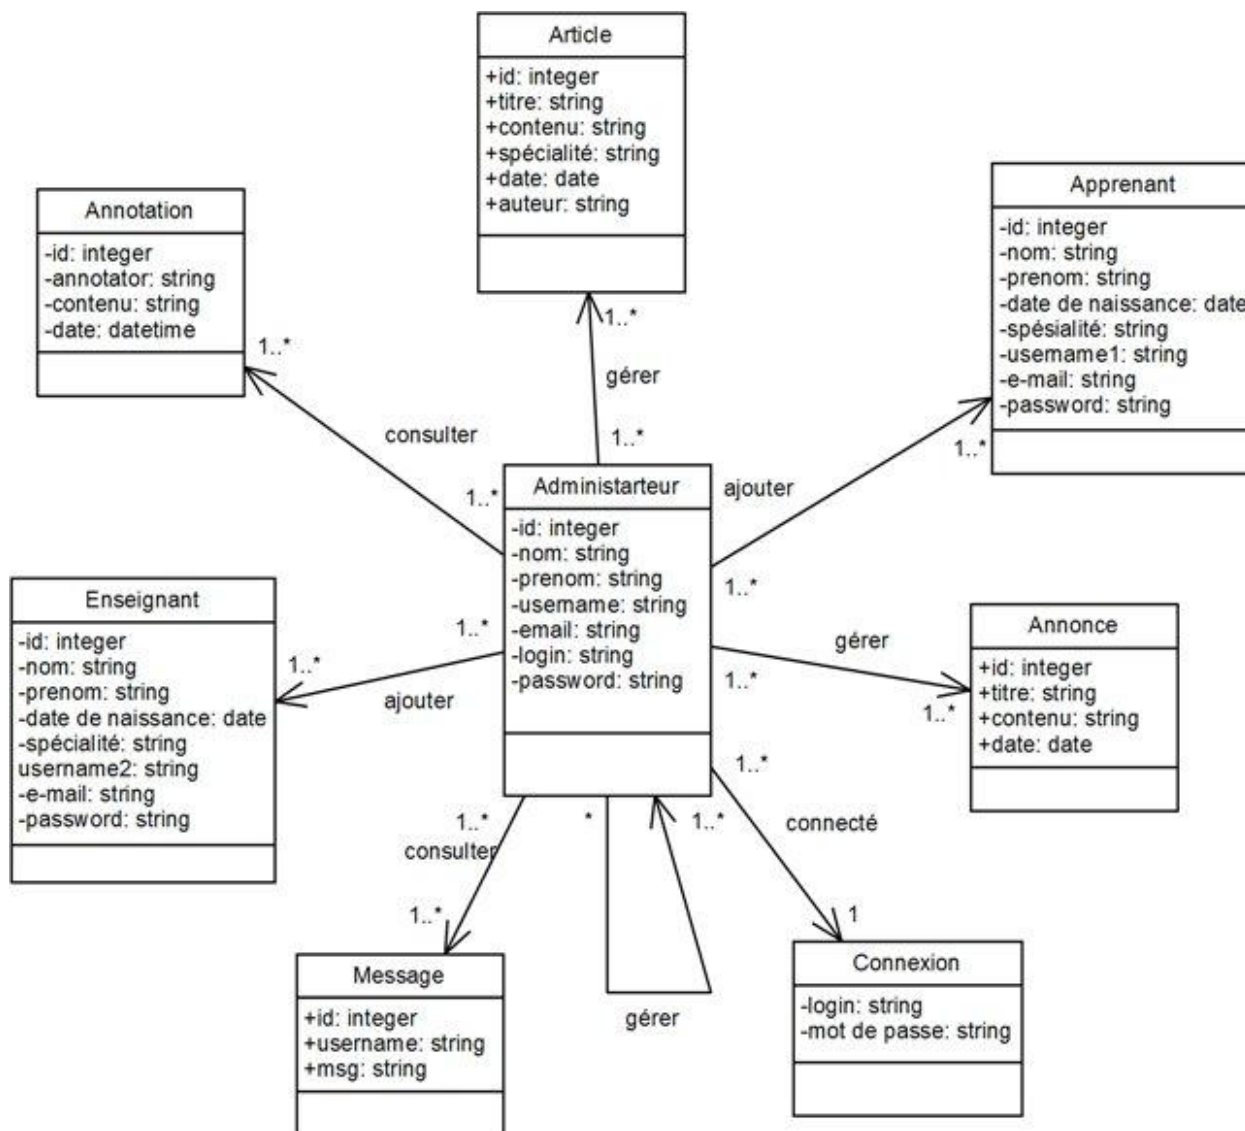 Article
+id: integer
+titre: string
+contenu: string
+spécialité: string
+date: date
+auteur: string
Annotation
-id: integer
-annotator: string
-contenu: string
-date: datetime
Apprenant
-id: integer
-nom: string
-prenom: string
-date de naissance: date
-spésialité: string
-username1: string
-e-mail: string
-password: string
1..*
1..*
gérer
1..*
consulter
1..*
1..*
ajouter
1..*
Administarteur
-id: integer
-nom: string
-prenom: string
-username: string
-email: string
-login: string
-password: string
Enseignant
-id: integer
-nom: string
-prenom: string
-date de naissance: date
-spécialité: string
username2: string
-e-mail: string
-password: string
1..*
1..*
ajouter
gérer
1..*
1..*
Annonce
+id: integer
+titre: string
+contenu: string
+date: date
1..*
consulter
1..*
*
1..*
gérer
1..*
connecté
1
Message
+id: integer
+username: string
+msg: string
Connexion
-login: string
-mot de passe: string